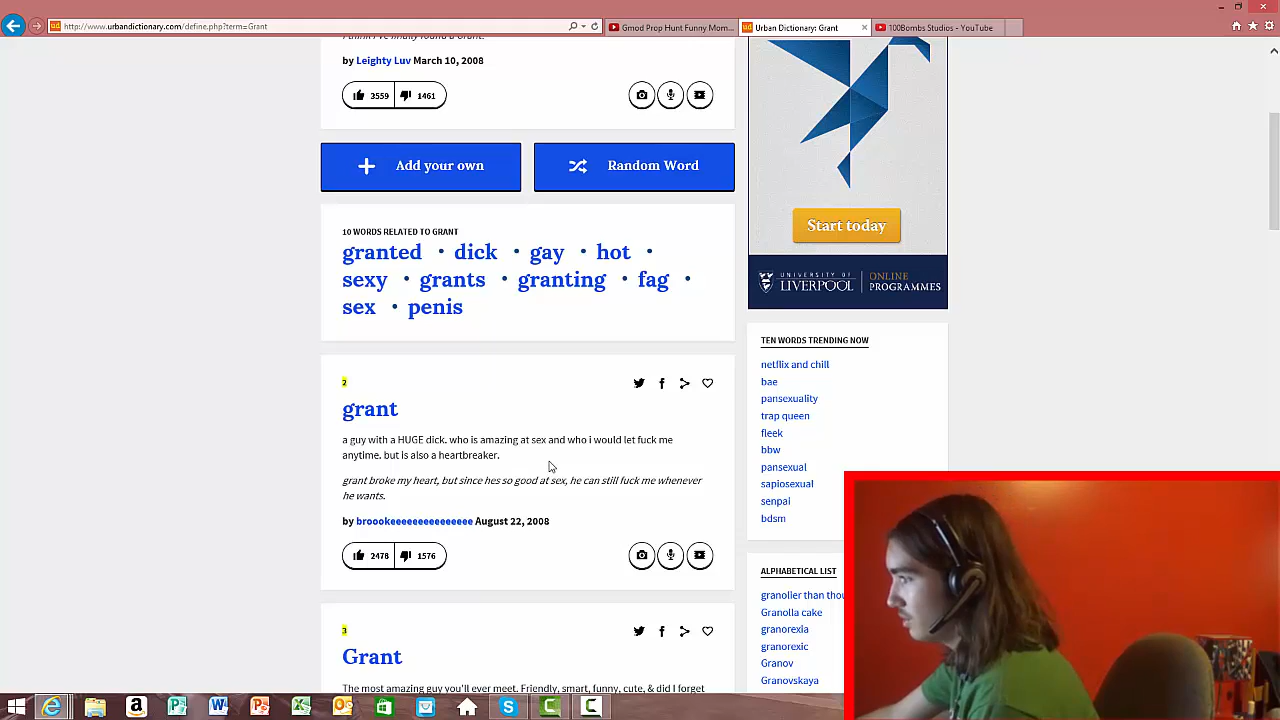 http://www.urbandictionary.com/define.php?term=Grant
Gmod Prop Hunt Funny Mom...
Urban Dictionary: Grant
100Bombs Studios - YouTube
by Leighty Luv March 10, 2008
3559
1461
Add your own
Random Word
10 WORDS RELATED TO GRANT
granted · dick · gay · hot ·
sexy · grants · granting · fag ·
sex · penis
2
grant
a guy with a HUGE dick. who is amazing at sex and who i would let fuck me
anytime. but is also a heartbreaker.
grant broke my heart, but since hes so good at sex, he can still fuck me whenever
he wants.
by broookeeeeeeeeeeeeeee August 22, 2008
2478
1576
3
Grant
The most amazing guy you'll ever meet. Friendly, smart, funny, cute, & did I forget
Start today
UNIVERSITY OF
LIVERPOOL
ONLINE
PROGRAMMES
TEN WORDS TRENDING NOW
netflix and chill
bae
pansexuality
trap queen
fleek
bbw
pansexual
sapiosexual
senpai
bdsm
ALPHABETICAL LIST
granolier than thou
Granolla cake
granorexia
granorexic
Granov
Granovskaya